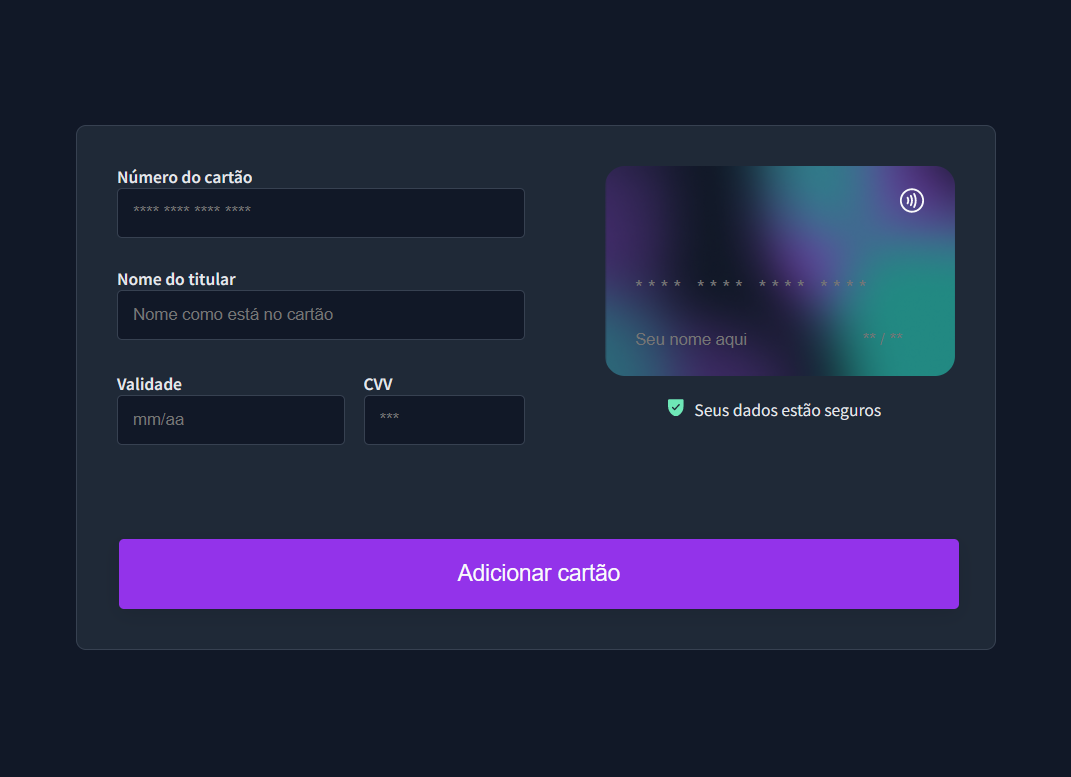 Número do cartão
**** **** **** ****
Nome do titular
Nome como está no cartão
Validade
CVV
mm/aa
***
**** **** **** ****
Seu nome aqui
** / **
Seus dados estão seguros
Adicionar cartão